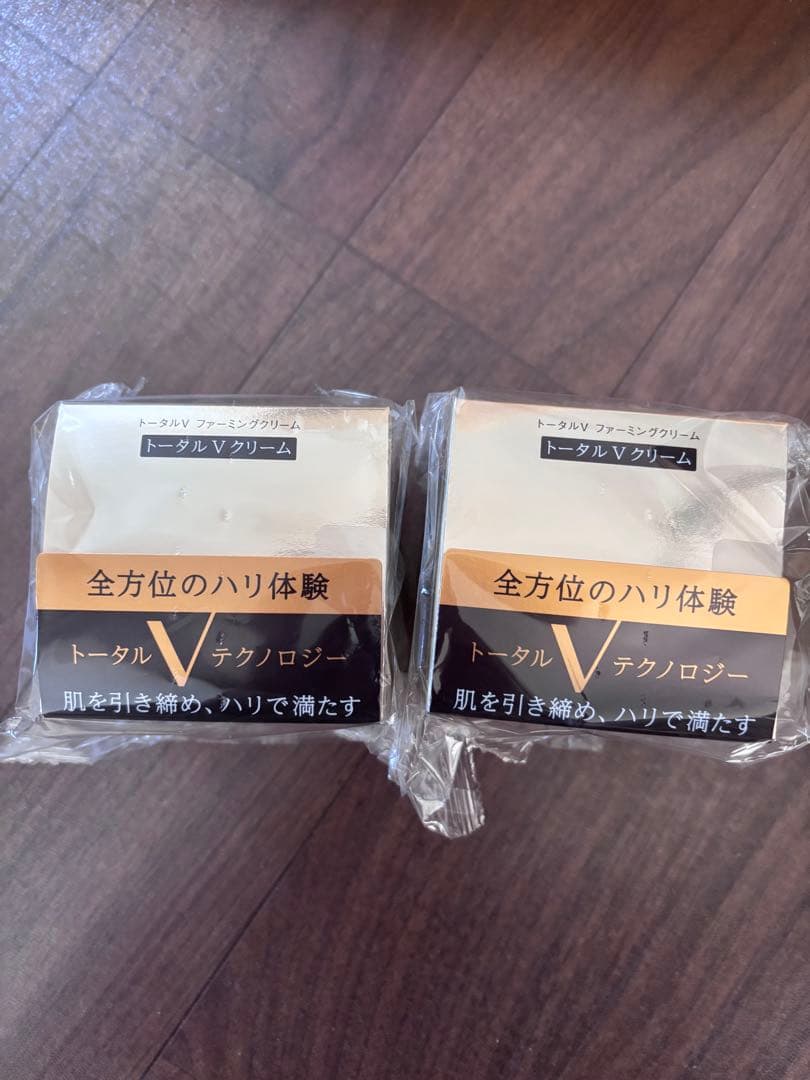 トータルV ファーミングクリーム
トータル V クリーム
全方位のハリ体験
トータル V テクノロジー
肌を引き締め、ハリで満たす
トータルV ファーミングクリーム
トータル V クリーム
全方位のハリ体験
トータル V テクノロジー
肌を引き締め、ハリで満たす